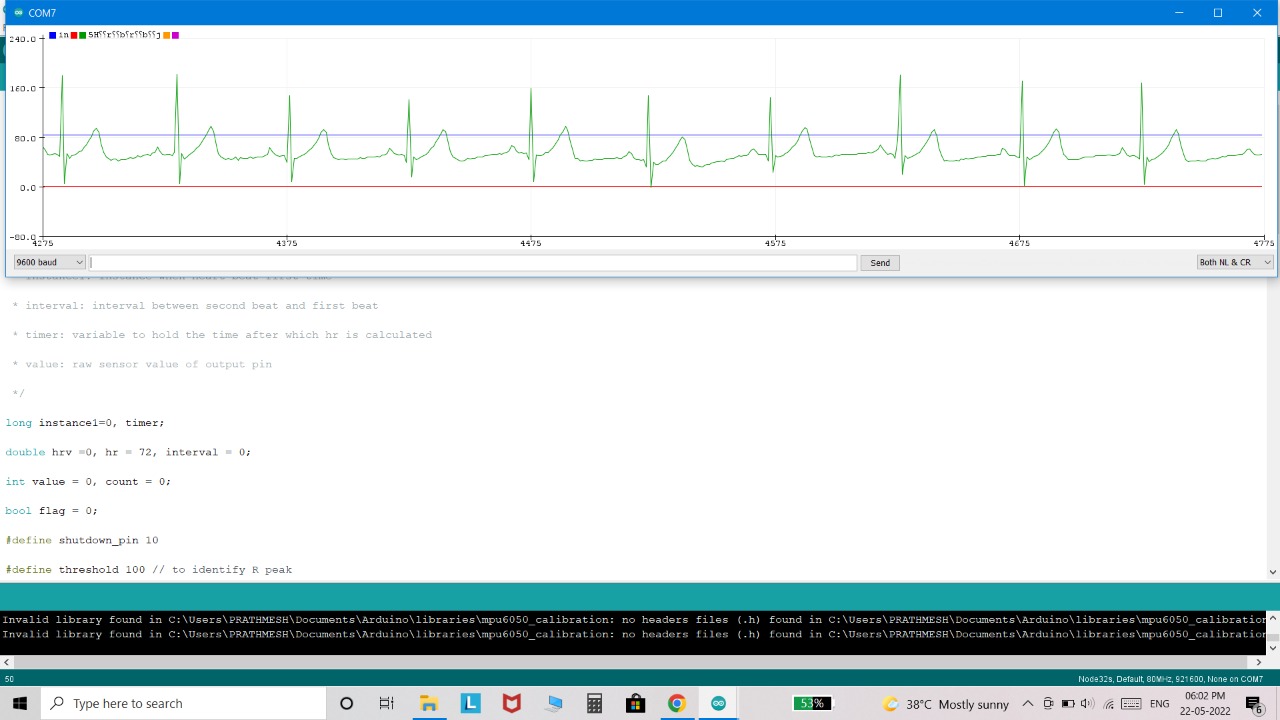 COM7
in 5H
240.0
160.0
80.0
0.0
-80.0
4275 4375 4475 4575 4675 4775
9600 baud Send Both NL & CR
* interval: interval between second beat and first beat
* timer: variable to hold the time after which hr is calculated
* value: raw sensor value of output pin
*/
long instance1=0, timer;
double hrv =0, hr = 72, interval = 0;
int value = 0, count = 0;
bool flag = 0;
#define shutdown_pin 10
#define threshold 100 // to identify R peak
Invalid library found in C:\Users\PRATHMESH\Documents\Arduino\libraries\mpu6050_calibration: no headers files (.h) found in C:\Users\PRATHMESH\Documents\Arduino\libraries\mpu6050_calibration
Invalid library found in C:\Users\PRATHMESH\Documents\Arduino\libraries\mpu6050_calibration: no headers files (.h) found in C:\Users\PRATHMESH\Documents\Arduino\libraries\mpu6050_calibration
50 Node32s, Default, 80MHz, 921600, None on COM7
Type here to search L 53% 38°C Mostly sunny ENG 06:02 PM
22-05-2022 6